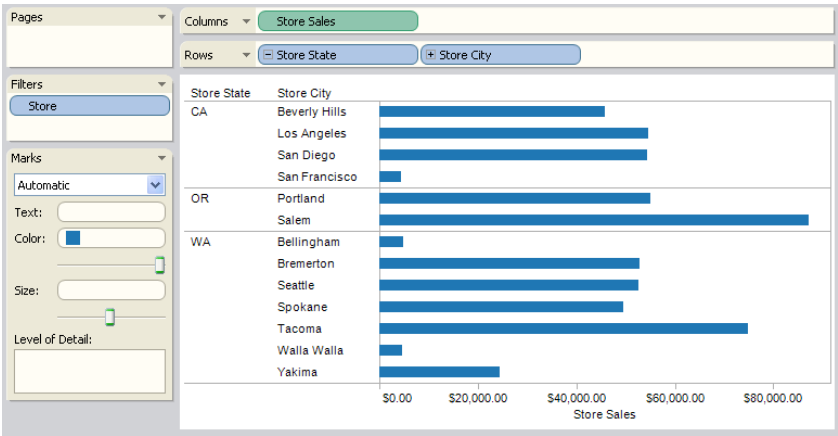 Pages
Columns Store Sales
Rows Store State Store City
Filters
Store
Marks
Automatic
Text:
Color:
Size:
Level of Detail:
Store State Store City
CA Beverly Hills
Los Angeles
San Diego
San Francisco
OR Portland
Salem
WA Bellingham
Bremerton
Seattle
Spokane
Tacoma
Walla Walla
Yakima
$0.00 $20,000.00 $40,000.00 $60,000.00 $80,000.00
Store Sales